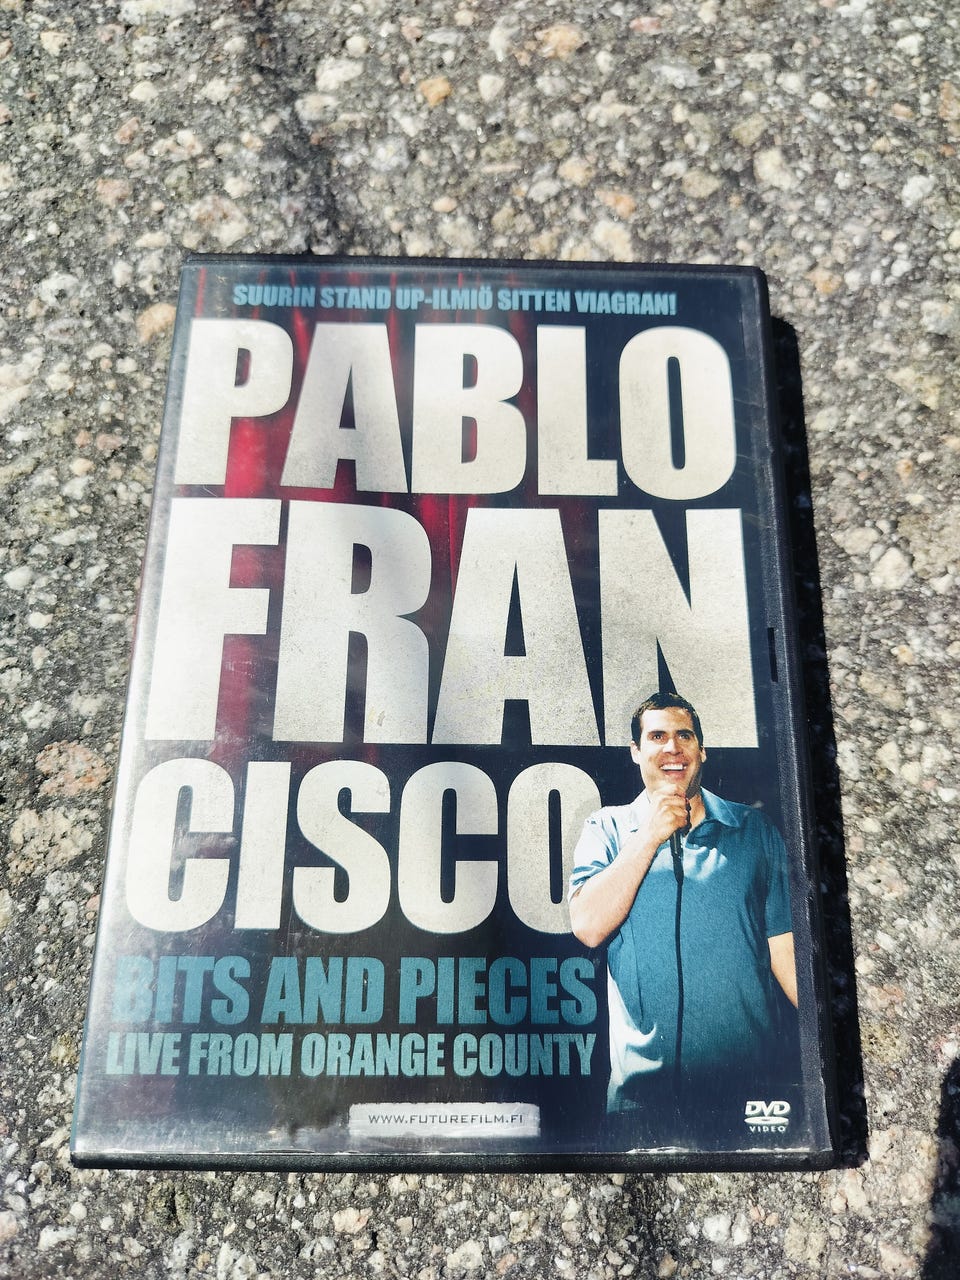 SUURIN STAND UP-ILMIÖ SITTEN VIAGRAN!
PABLO
FRAN
CISCO
BITS AND PIECES
LIVE FROM ORANGE COUNTY
WWW.FUTUREFILM.FI
DVD
VIDEO